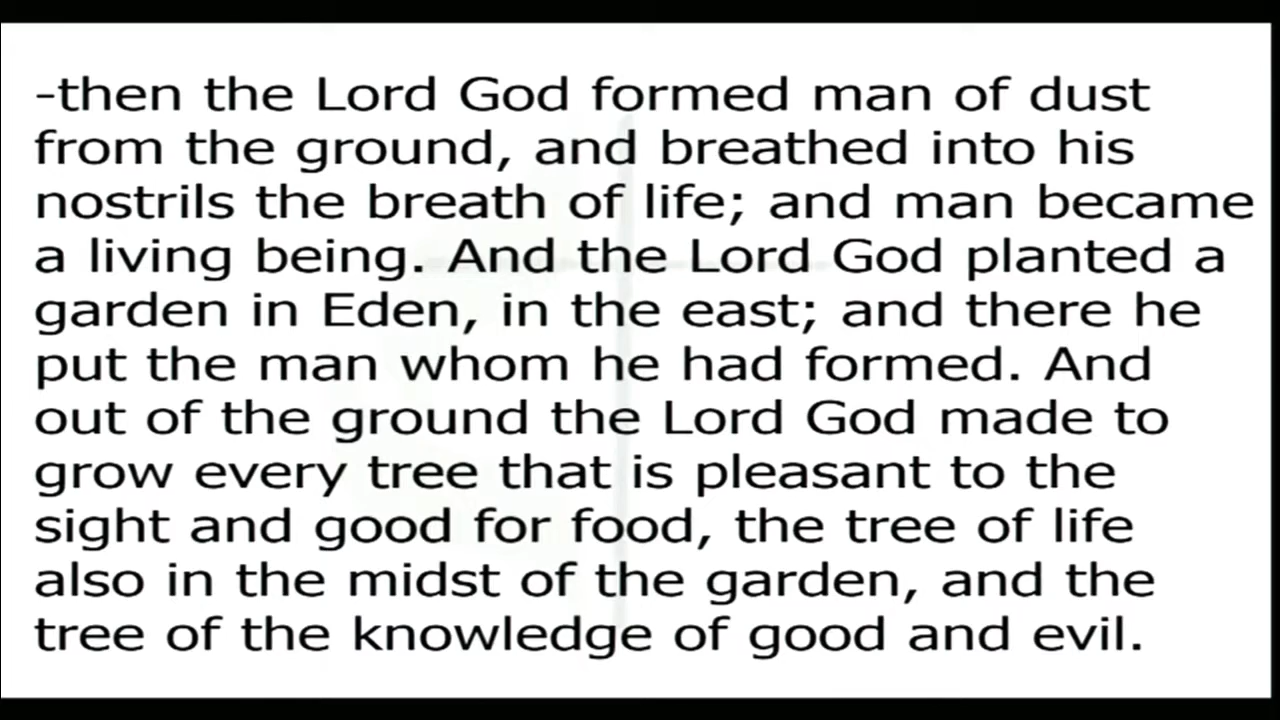 -then the Lord God formed man of dust
from the ground, and breathed into his
nostrils the breath of life; and man became
a living being. And the Lord God planted a
garden in Eden, in the east; and there he
put the man whom he had formed. And
out of the ground the Lord God made to
grow every tree that is pleasant to the
sight and good for food, the tree of life
also in the midst of the garden, and the
tree of the knowledge of good and evil.